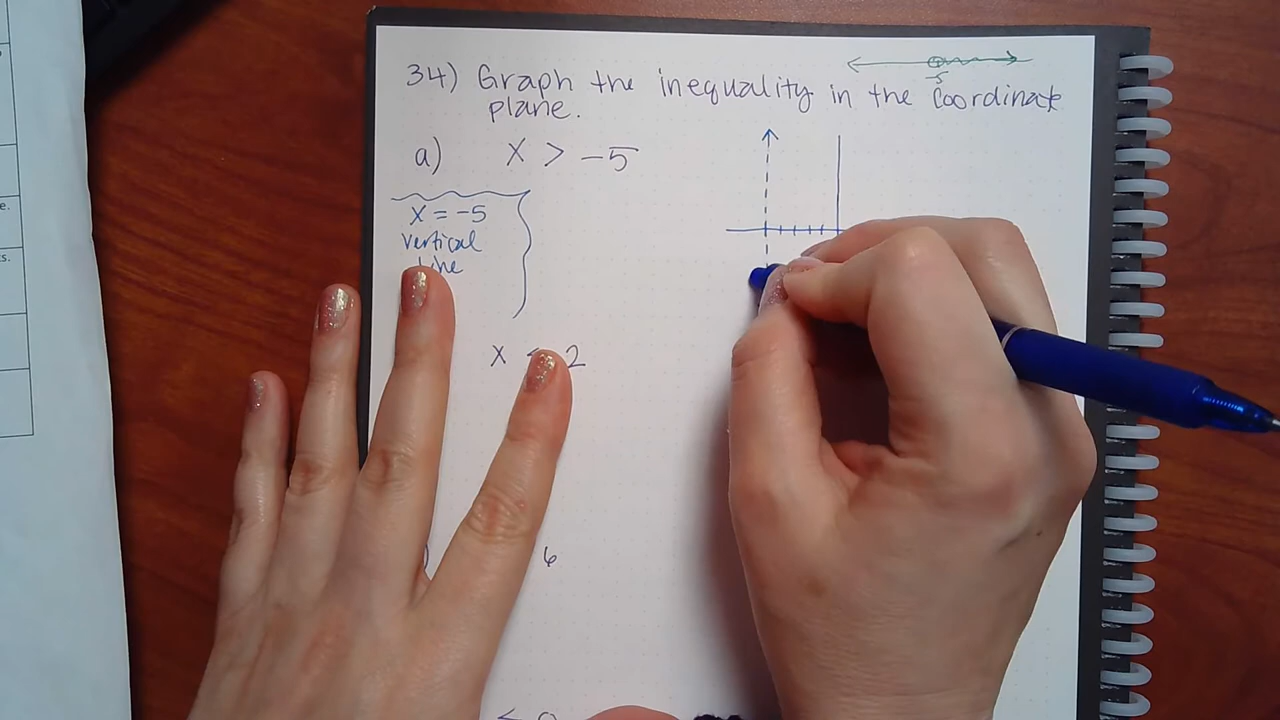 34) Graph the inequality in the coordinate
plane.
-5
a) x > -5
x = -5
vertical
line
x < 2
6